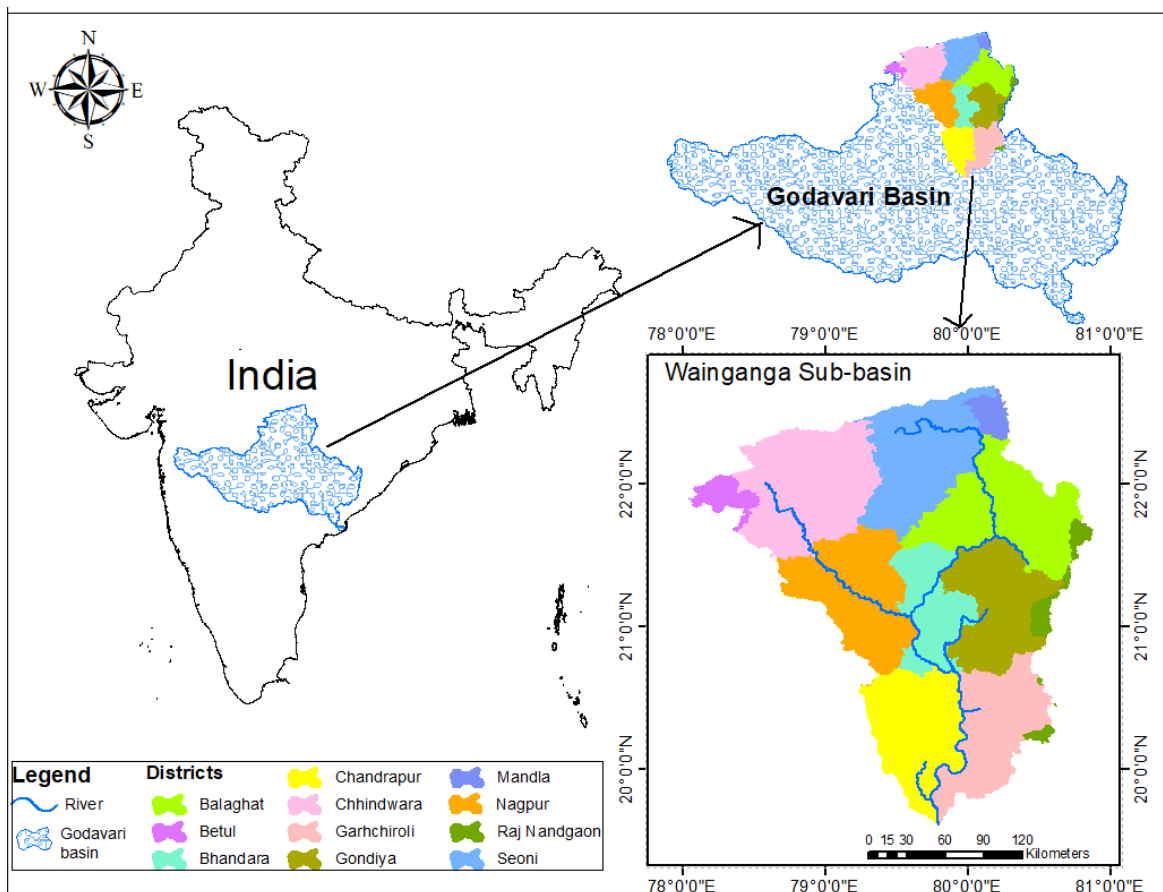 N
W
E
S
India
Godavari Basin
78°0'0"E
79°0'0"E
80°0'0"E
81°0'0"E
Wainganga Sub-basin
22°0'0"N
22°0'0"N
21°0'0"N
21°0'0"N
20°0'0"N
20°0'0"N
0 15 30 60 90 120
Kilometers
78°0'0"E
79°0'0"E
80°0'0"E
81°0'0"E
Legend
River
Godavari
basin
Districts
Balaghat
Betul
Bhandara
Chandrapur
Chhindwara
Garhchiroli
Gondiya
Mandla
Nagpur
Raj Nandgaon
Seoni